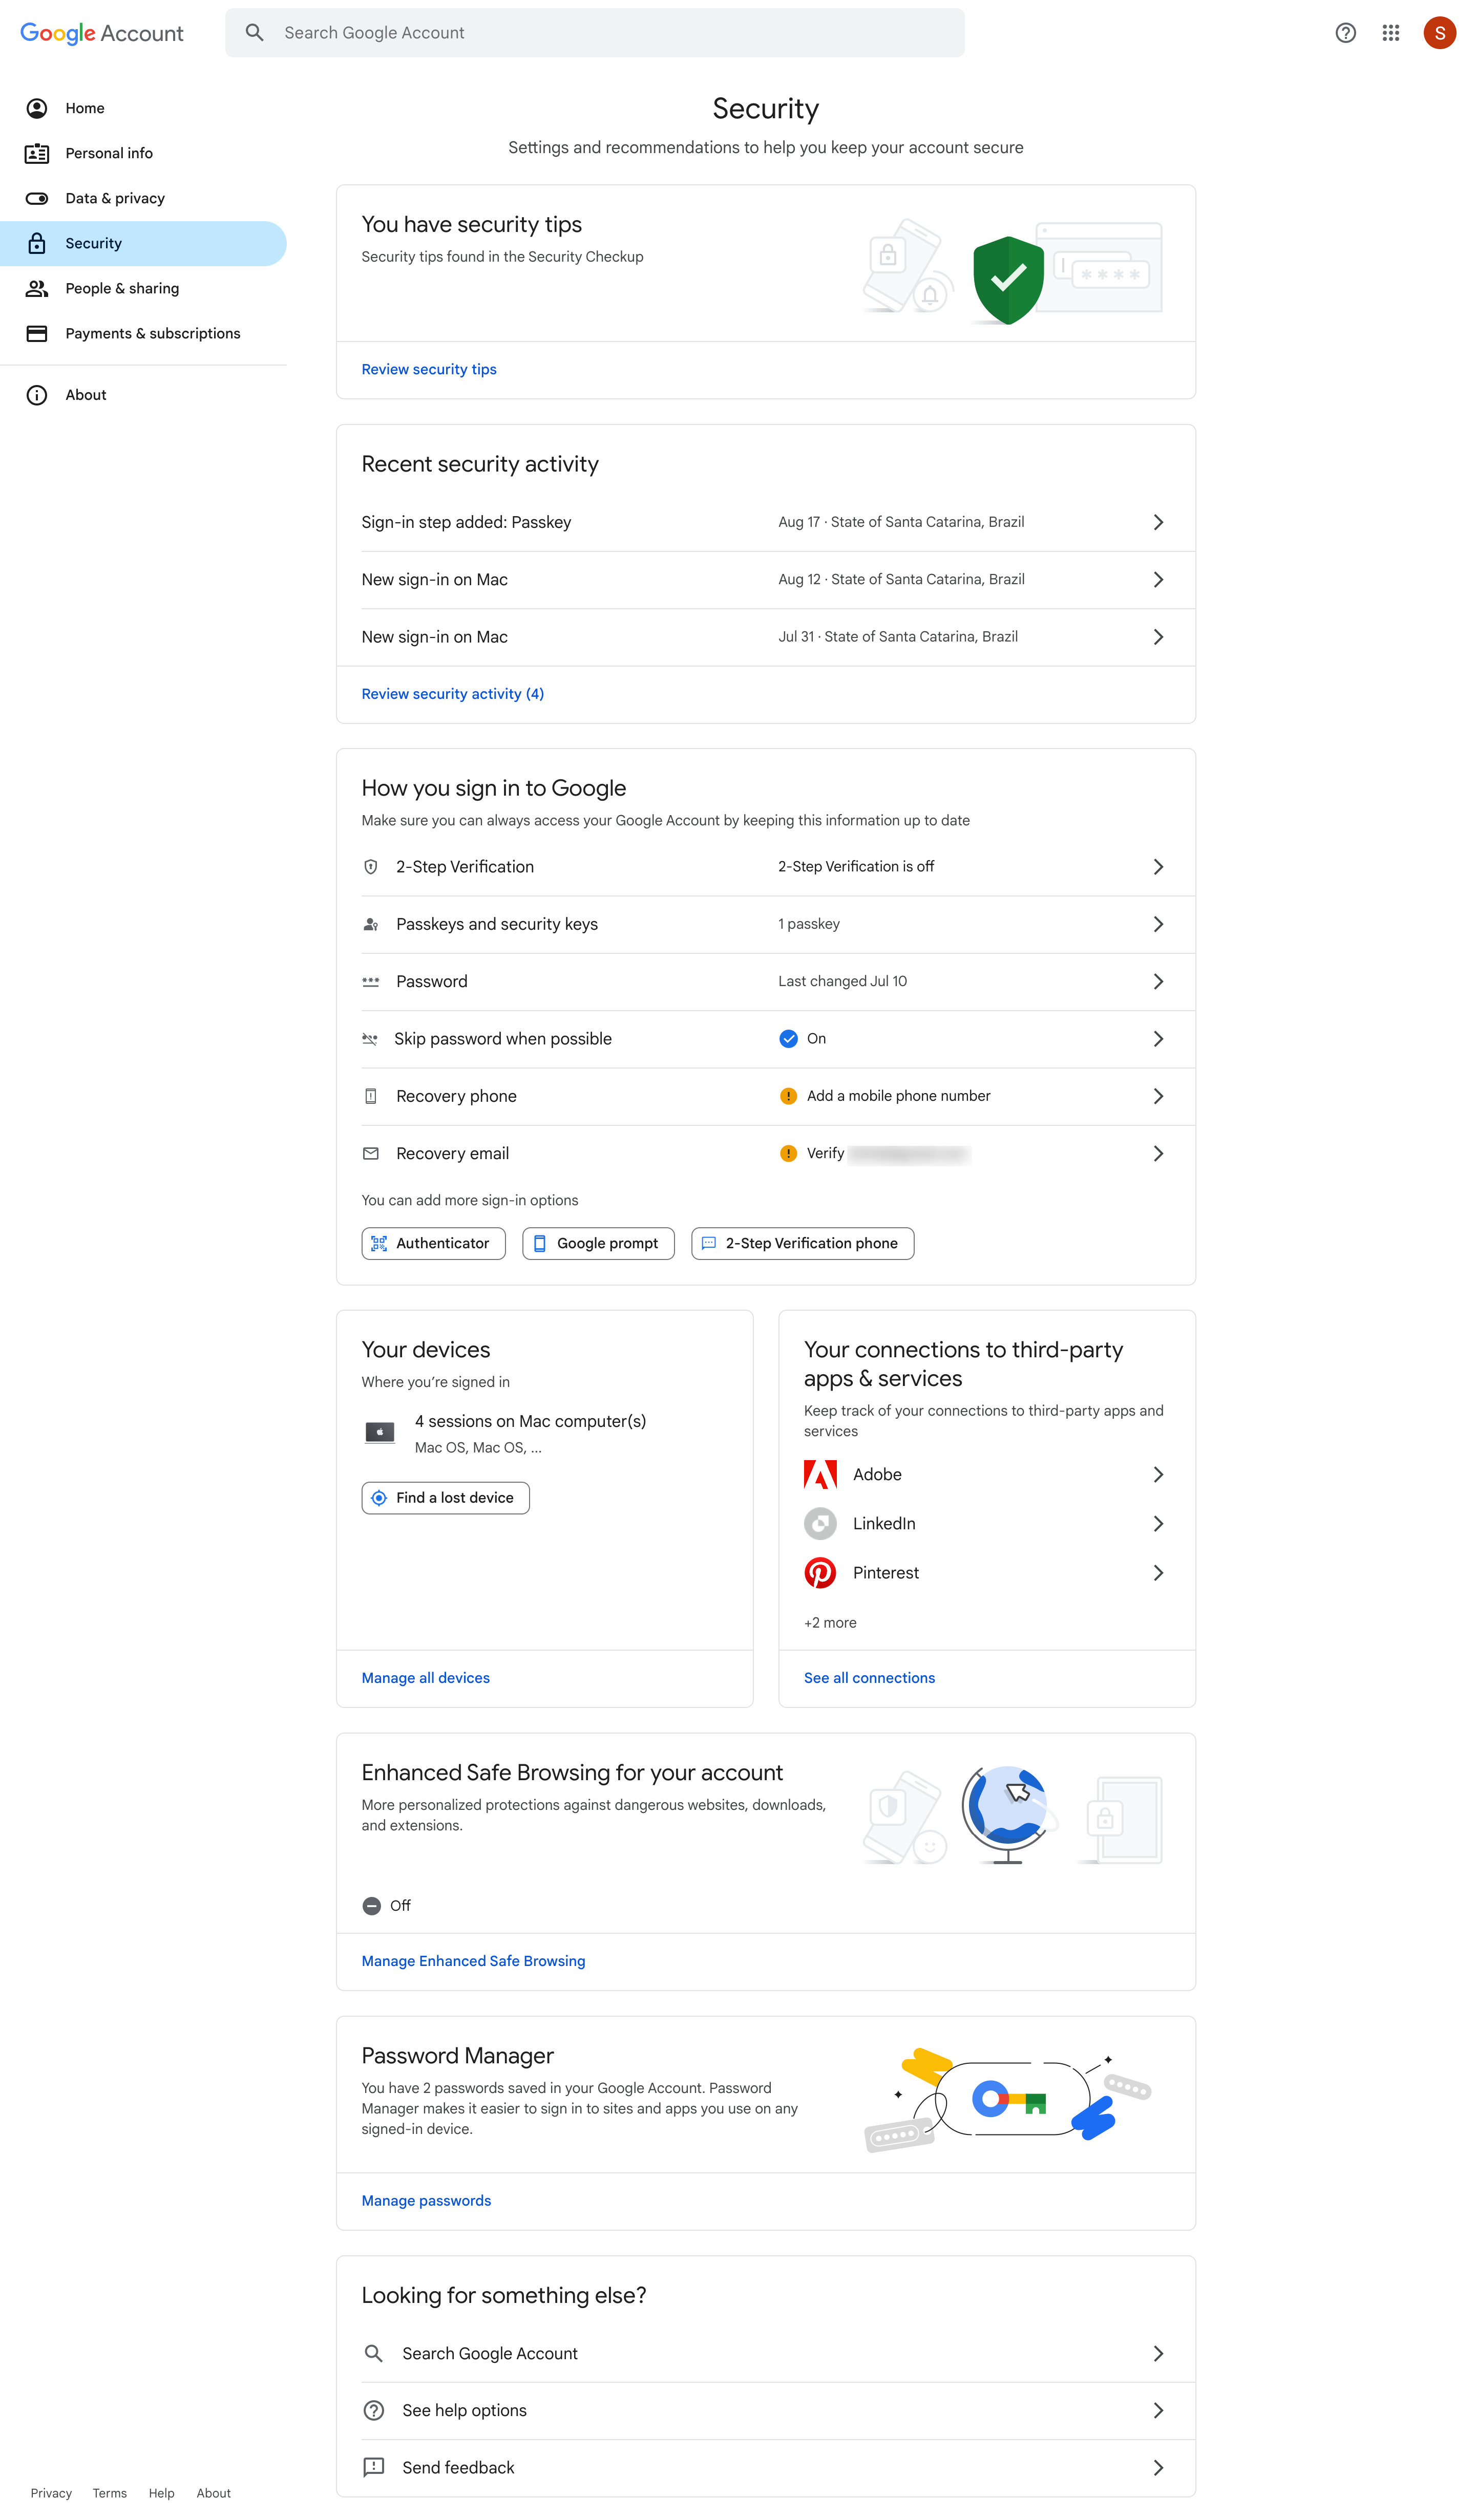 Google Account
Search Google Account
S
Home
Personal info
Data & privacy
Security
People & sharing
Payments & subscriptions
About
Security
Settings and recommendations to help you keep your account secure
You have security tips
Security tips found in the Security Checkup
****
Review security tips
Recent security activity
Sign-in step added: Passkey
Aug 17 · State of Santa Catarina, Brazil
New sign-in on Mac
Aug 12 · State of Santa Catarina, Brazil
New sign-in on Mac
Jul 31 · State of Santa Catarina, Brazil
Review security activity (4)
How you sign in to Google
Make sure you can always access your Google Account by keeping this information up to date
2-Step Verification
2-Step Verification is off
Passkeys and security keys
1 passkey
Password
Last changed Jul 10
Skip password when possible
On
Recovery phone
Add a mobile phone number
Recovery email
Verify
You can add more sign-in options
Authenticator
Google prompt
2-Step Verification phone
Your devices
Where you’re signed in
4 sessions on Mac computer(s)
Mac OS, Mac OS, ...
Find a lost device
Manage all devices
Your connections to third-party
apps & services
Keep track of your connections to third-party apps and
services
Adobe
LinkedIn
Pinterest
+2 more
See all connections
Enhanced Safe Browsing for your account
More personalized protections against dangerous websites, downloads,
and extensions.
Off
Manage Enhanced Safe Browsing
Password Manager
You have 2 passwords saved in your Google Account. Password
Manager makes it easier to sign in to sites and apps you use on any
signed-in device.
Manage passwords
Looking for something else?
Search Google Account
See help options
Send feedback
Privacy
Terms
Help
About